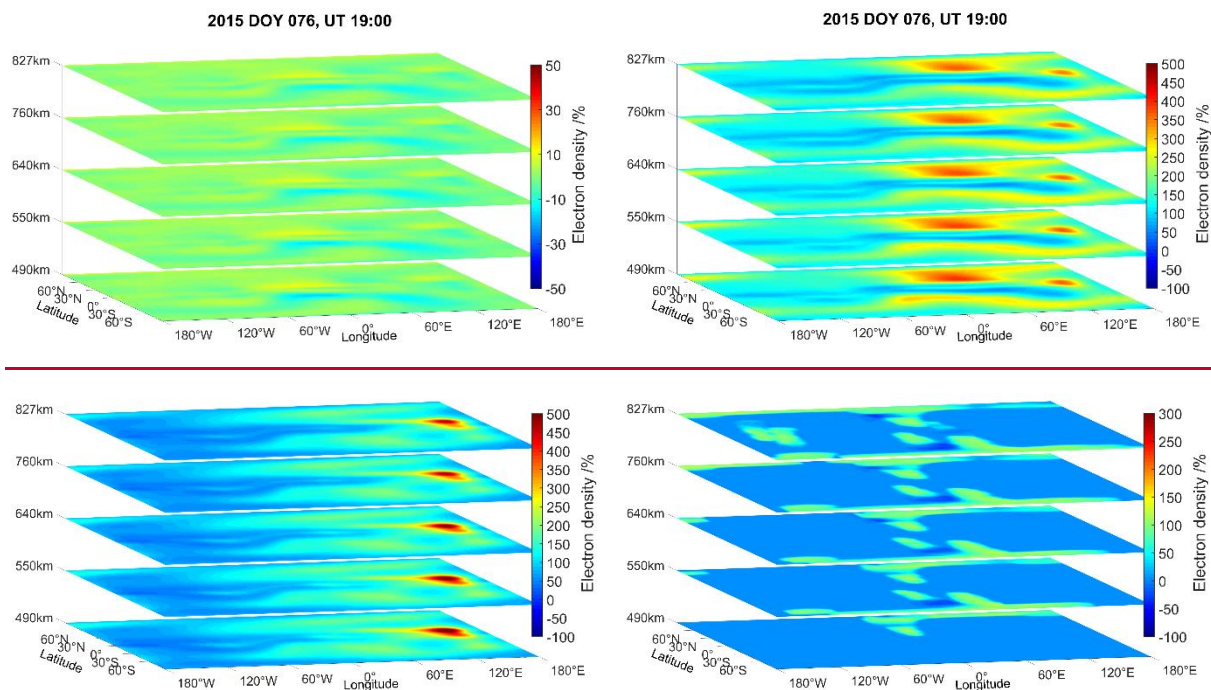 2015 DOY 076, UT 19:00
827km
760km
640km
550km
490km
60°N
30°N
0°
30°S
60°S
Latitude
180°W
120°W
60°W
0°
60°E
120°E
180°E
Longitude
50
30
10
-10
-30
-50
Electron density /%
2015 DOY 076, UT 19:00
827km
760km
640km
550km
490km
60°N
30°N
0°
30°S
60°S
Latitude
180°W
120°W
60°W
0°
60°E
120°E
180°E
Longitude
500
450
400
350
300
250
200
150
100
50
0
-50
-100
Electron density /%
827km
760km
640km
550km
490km
60°N
30°N
0°
30°S
60°S
Latitude
180°W
120°W
60°W
0°
60°E
120°E
180°E
Longitude
500
450
400
350
300
250
200
150
100
50
0
-50
-100
Electron density /%
827km
760km
640km
550km
490km
60°N
30°N
0°
30°S
60°S
Latitude
180°W
120°W
60°W
0°
60°E
120°E
180°E
Longitude
300
250
200
150
100
50
0
-50
-100
Electron density /%